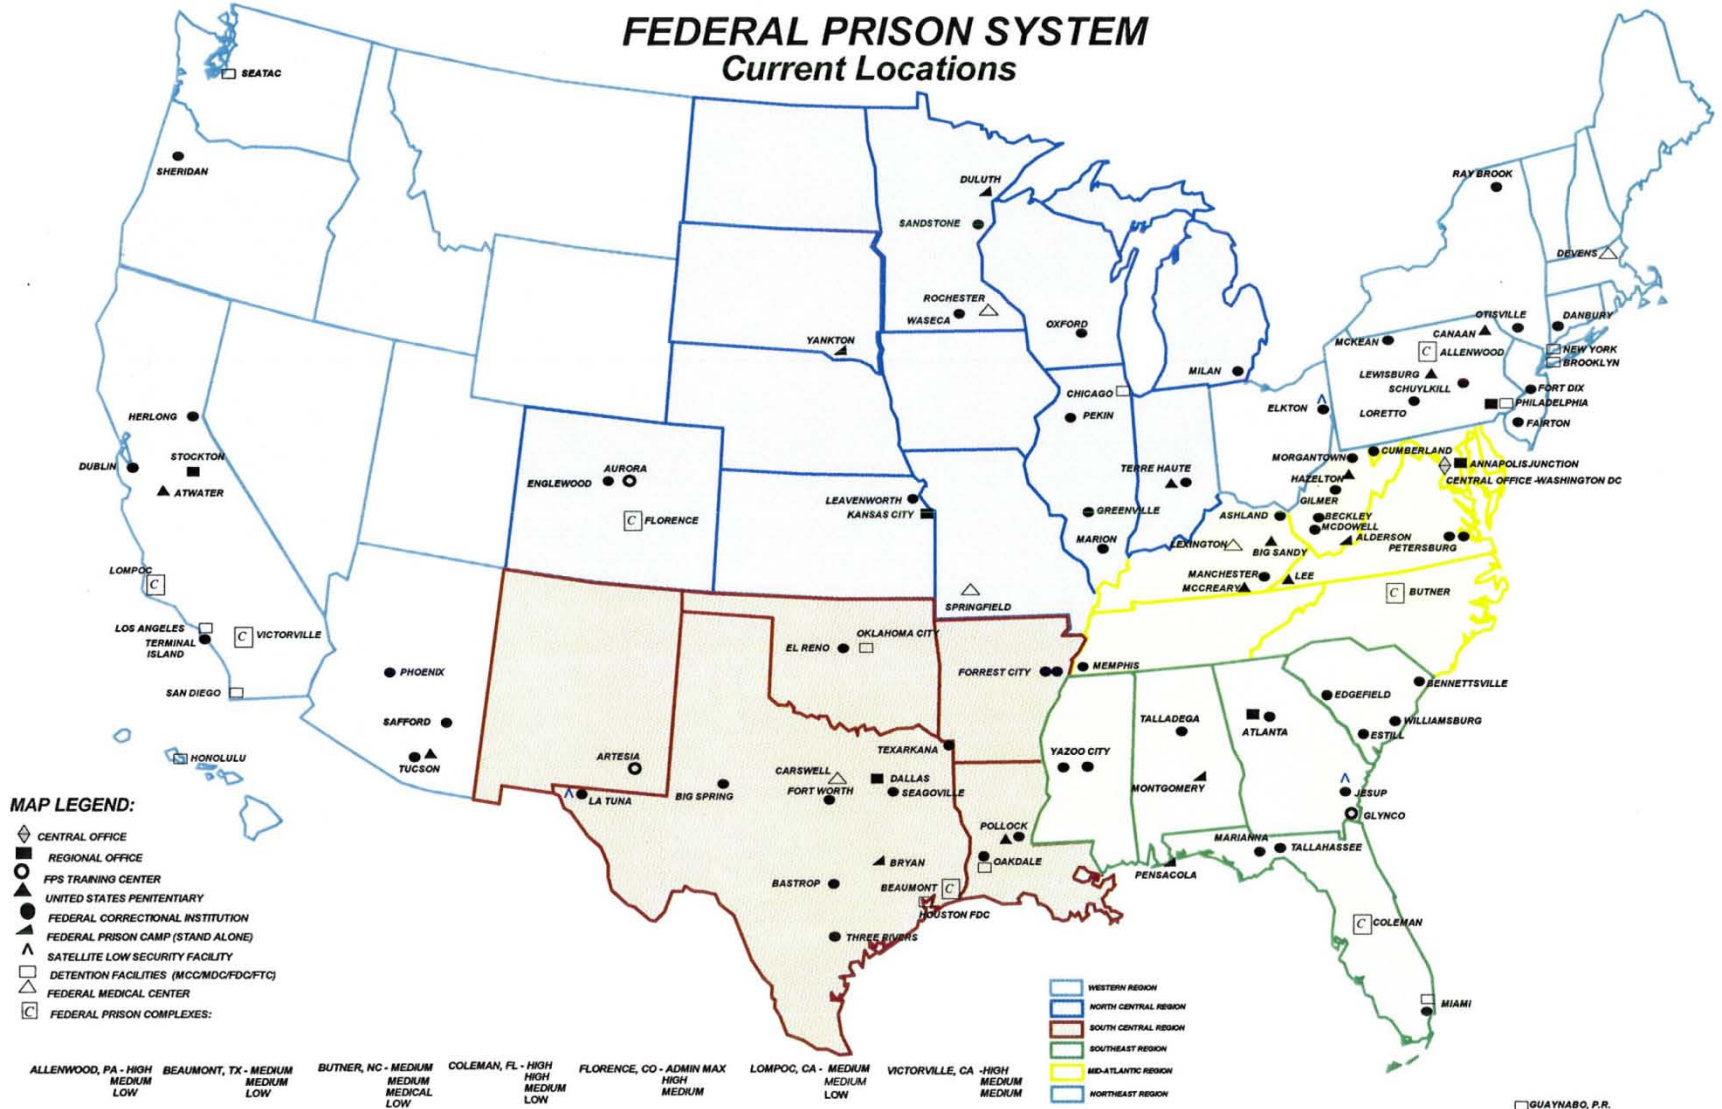 FEDERAL PRISON SYSTEM
Current Locations
SEATAC
SHERIDAN
HERLONG
DUBLIN
STOCKTON
ATWATER
LOMPOC
C
LOS ANGELES
TERMINAL
ISLAND
C
VICTORVILLE
SAN DIEGO
HONOLULU
PHOENIX
SAFFORD
TUCSON
ENGLEWOOD
AURORA
C
FLORENCE
DULUTH
SANDSTONE
ROCHESTER
WASECA
YANKTON
OXFORD
MILAN
CHICAGO
PEKIN
TERRE HAUTE
GREENVILLE
MARION
LEAVENWORTH
KANSAS CITY
SPRINGFIELD
RAY BROOK
DEVENS
OTISVILLE
DANBURY
CANAAN
MCKEAN
C
ALLENWOOD
NEW YORK
BROOKLYN
LEWISBURG
SCHUYLKILL
LORETTO
FORT DIX
PHILADELPHIA
FAIRTON
ELKTON
MORGANTOWN
CUMBERLAND
ANNAPOLISJUNCTION
CENTRAL OFFICE -WASHINGTON DC
HAZELTON
GILMER
ASHLAND
BECKLEY
MCDOWELL
ALDERSON
PETERSBURG
LEXINGTON
BIG SANDY
MANCHESTER
LEE
MCCREARY
C
BUTNER
MEMPHIS
EL RENO
OKLAHOMA CITY
FORREST CITY
ARTESIA
LA TUNA
BIG SPRING
CARSWELL
FORT WORTH
TEXARKANA
DALLAS
SEAGOVILLE
BRYAN
BASTROP
BEAUMONT
C
HOUSTON FDC
THREE RIVERS
POLLOCK
OAKDALE
YAZOO CITY
TALLADEGA
MONTGOMERY
ATLANTA
EDGEFIELD
BENNETTSVILLE
WILLIAMSBURG
ESTILL
JESUP
GLYNCO
MARIANNA
TALLAHASSEE
PENSACOLA
C
COLEMAN
MIAMI
GUAYNABO, P.R.
MAP LEGEND:
CENTRAL OFFICE
REGIONAL OFFICE
FPS TRAINING CENTER
UNITED STATES PENITENTIARY
FEDERAL CORRECTIONAL INSTITUTION
FEDERAL PRISON CAMP (STAND ALONE)
SATELLITE LOW SECURITY FACILITY
DETENTION FACILITIES (MCC/MDC/FDC/FTC)
FEDERAL MEDICAL CENTER
C FEDERAL PRISON COMPLEXES:
WESTERN REGION
NORTH CENTRAL REGION
SOUTH CENTRAL REGION
SOUTHEAST REGION
MID-ATLANTIC REGION
NORTHEAST REGION
ALLENWOOD, PA - HIGH
MEDIUM
LOW
BEAUMONT, TX - MEDIUM
MEDIUM
LOW
BUTNER, NC - MEDIUM
MEDIUM
MEDICAL
LOW
COLEMAN, FL - HIGH
HIGH
MEDIUM
LOW
FLORENCE, CO - ADMIN MAX
HIGH
MEDIUM
LOMPOC, CA - MEDIUM
MEDIUM
LOW
VICTORVILLE, CA -HIGH
MEDIUM
MEDIUM